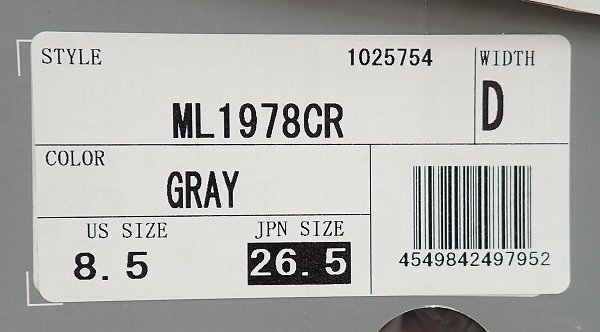 STYLE 1025754 WIDTH
ML1978CR D
COLOR
GRAY
US SIZE JPN SIZE
8.5 26.5
4549842497952